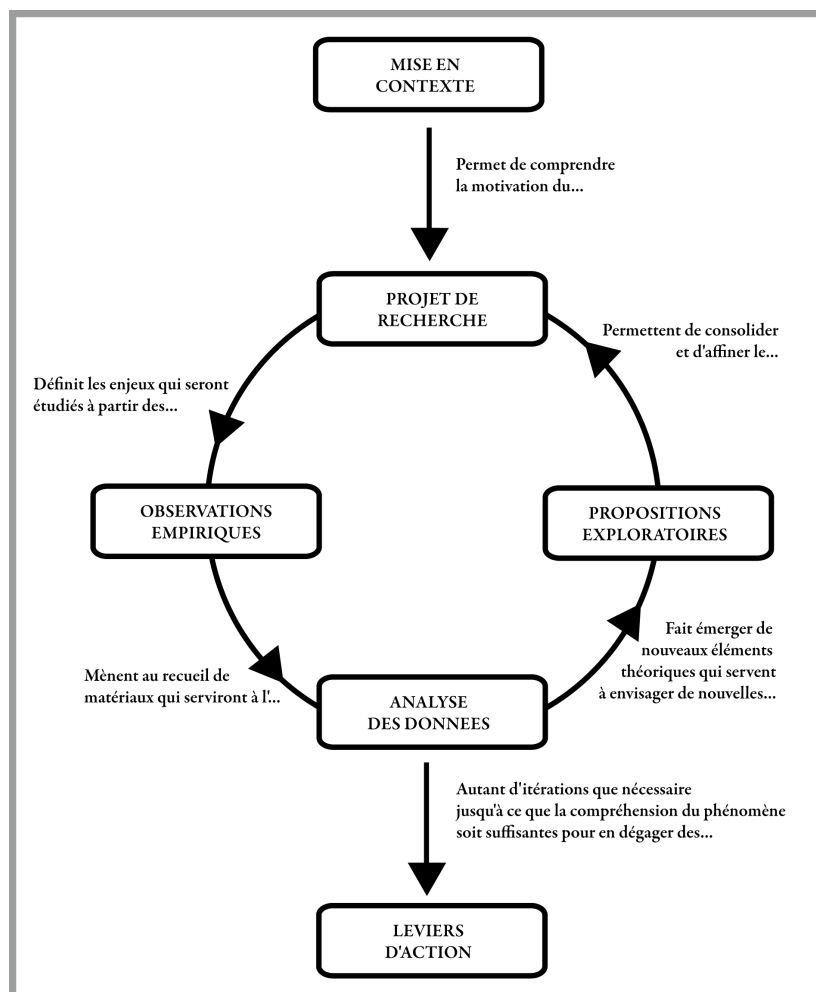 MISE EN
CONTEXTE
Permet de comprendre
la motivation du...
PROJET DE
RECHERCHE
Permettent de consolider
et d'affiner le...
Définit les enjeux qui seront
étudiés à partir des...
OBSERVATIONS
EMPIRIQUES
PROPOSITIONS
EXPLORATOIRES
Fait émerger de
nouveaux éléments
théoriques qui servent
à envisager de nouvelles...
Mènent au recueil de
matériaux qui serviront à l'...
ANALYSE
DES DONNEES
Autant d'itérations que nécessaire
jusqu'à ce que la compréhension du phénomène
soit suffisantes pour en dégager des...
LEVIERS
D'ACTION